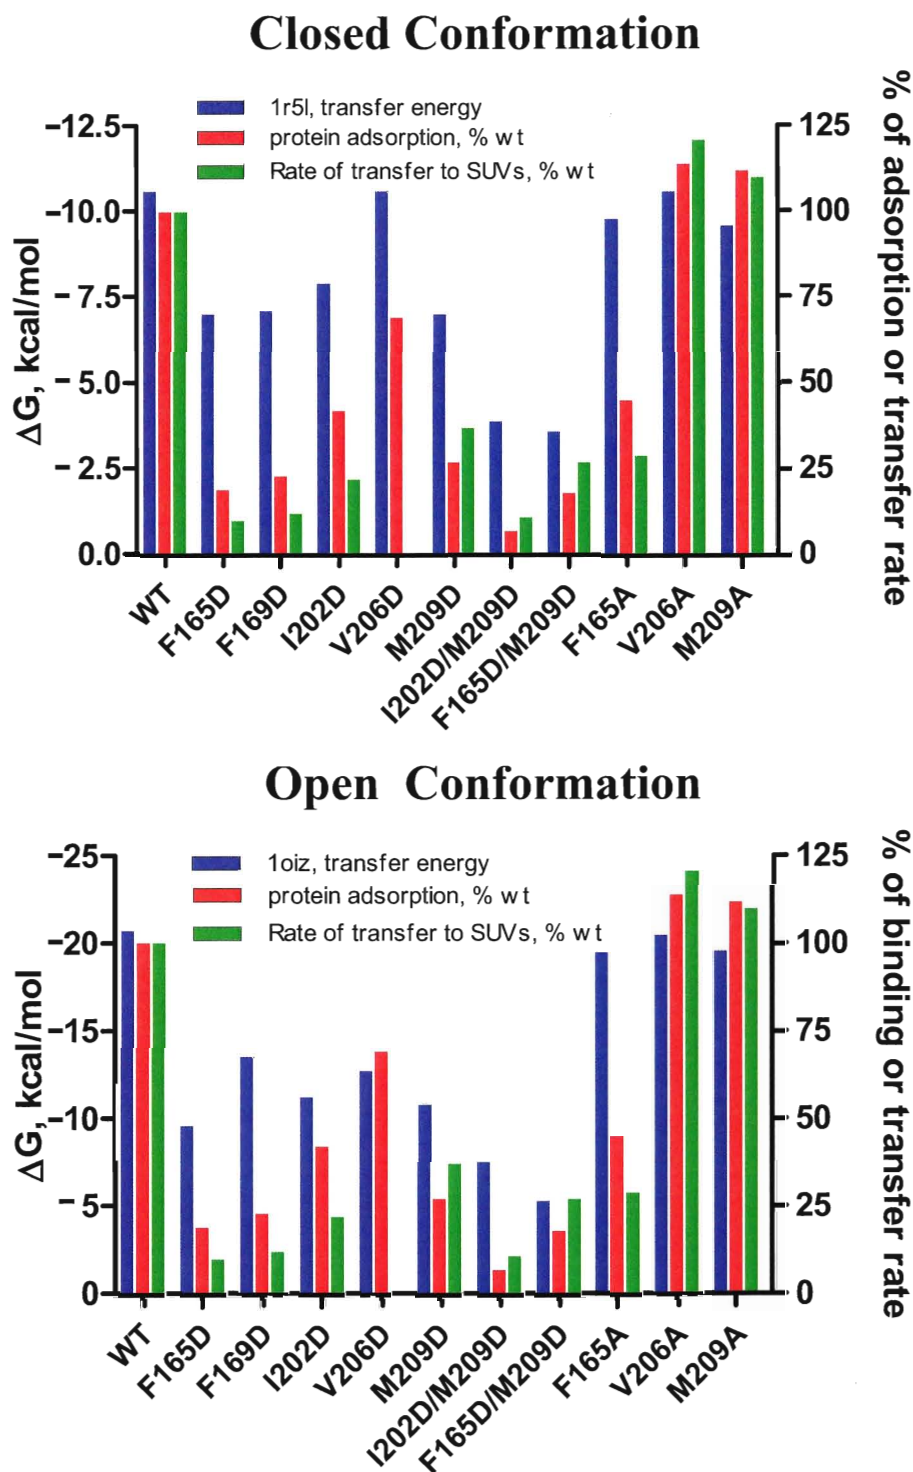 Closed Conformation
1r5l, transfer energy
protein adsorption, % wt
Rate of transfer to SUVs, % wt
ΔG, kcal/mol
−12.5
−10.0
−7.5
−5.0
−2.5
0.0
125
100
75
50
25
0
% of adsorption or transfer rate
WT
F165D
F169D
I202D
V206D
M209D
I202D/M209D
F165D/M209D
F165A
V206A
M209A
Open Conformation
1oiz, transfer energy
protein adsorption, % wt
Rate of transfer to SUVs, % wt
ΔG, kcal/mol
−25
−20
−15
−10
−5
0
125
100
75
50
25
0
% of binding or transfer rate
WT
F165D
F169D
I202D
V206D
M209D
I202D/M209D
F165D/M209D
F165A
V206A
M209A